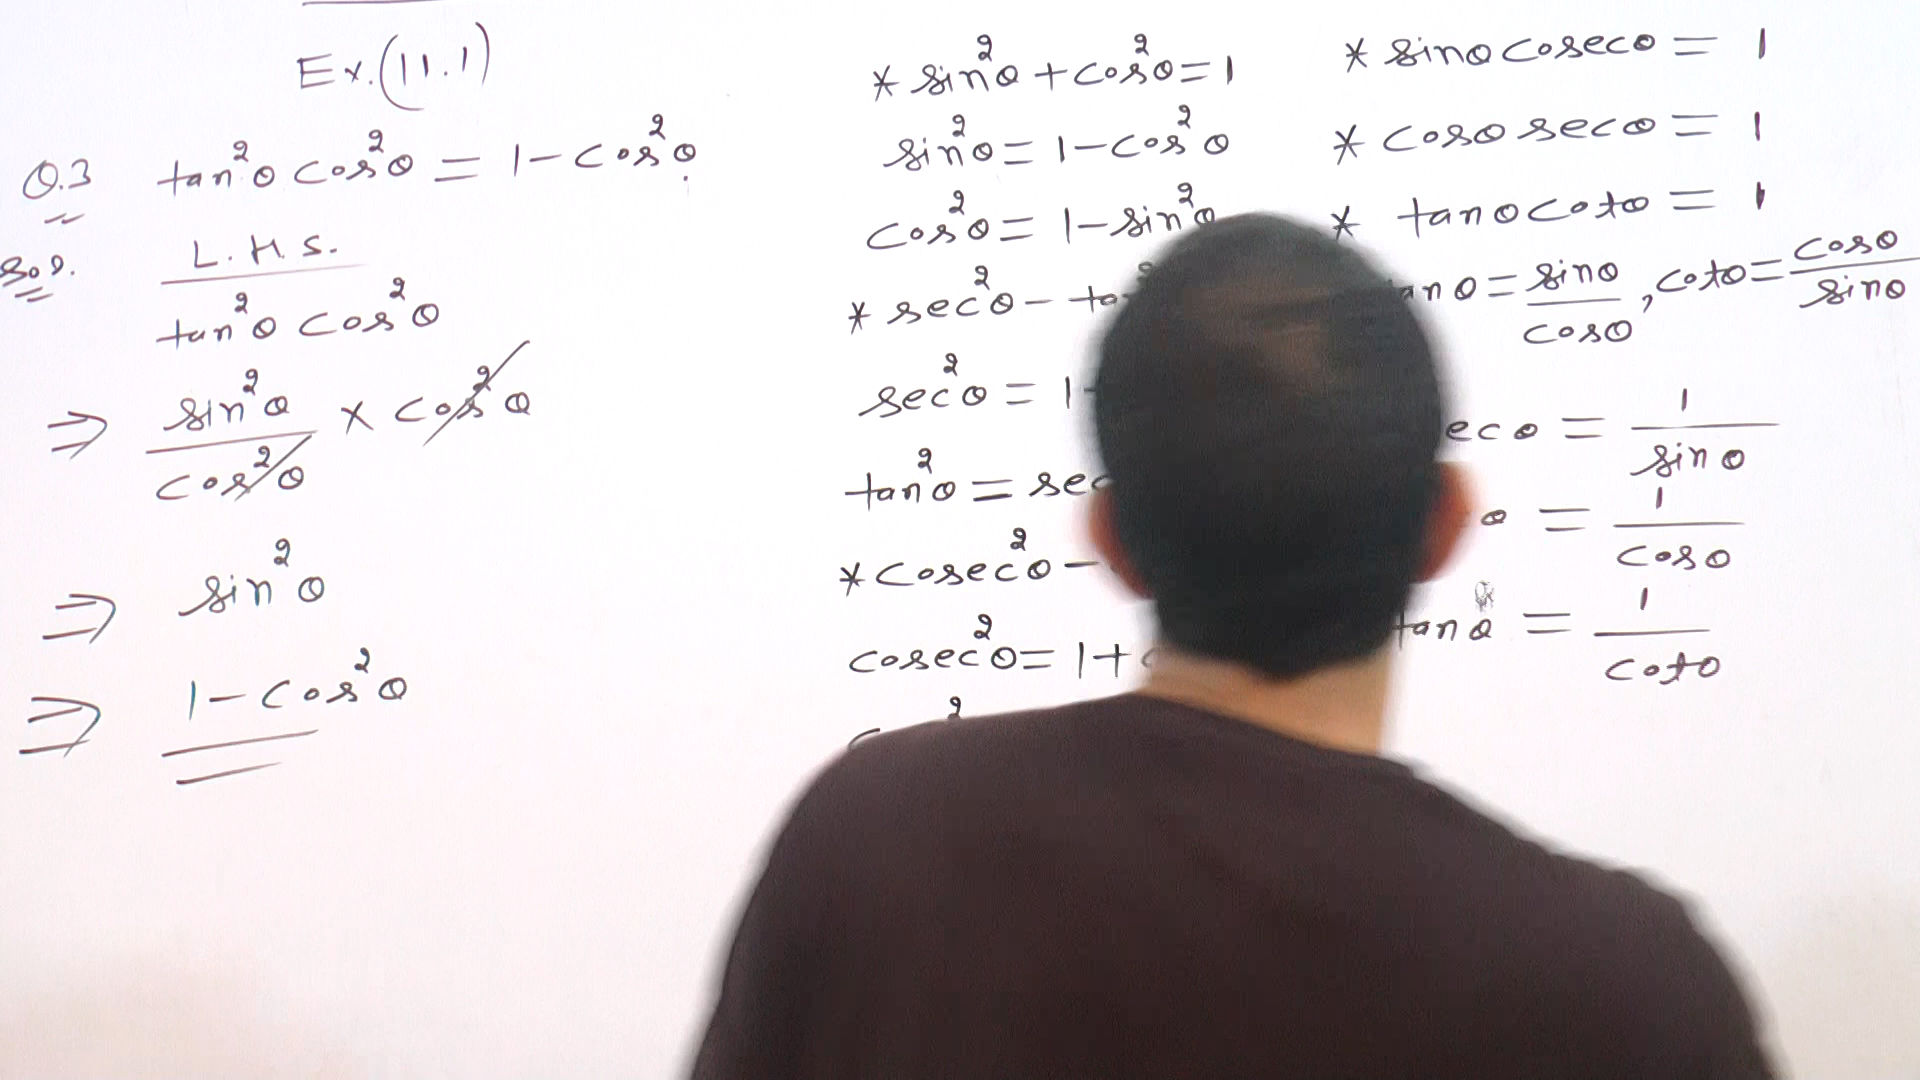 Ex.(11.1)
Q.3 tan²θ cos²θ = 1 - cos²θ.
Sol. L.H.S.
tan²θ cos²θ
⇒ sin²θ/cos²θ × cos²θ
⇒ sin²θ
⇒ 1 - cos²θ
* sin²θ + cos²θ = 1
sin²θ = 1 - cos²θ
cos²θ = 1 - sin²θ
* sec²θ -
sec²θ = 1
tan²θ = sec
* cosec²θ -
cosec²θ = 1 +
* sinθ cosecθ = 1
* cosθ secθ = 1
* tanθ cotθ = 1
anθ = sinθ/cosθ, cotθ = cosθ/sinθ
ecθ = 1/sinθ
θ = 1/cosθ
tanθ = 1/cotθ